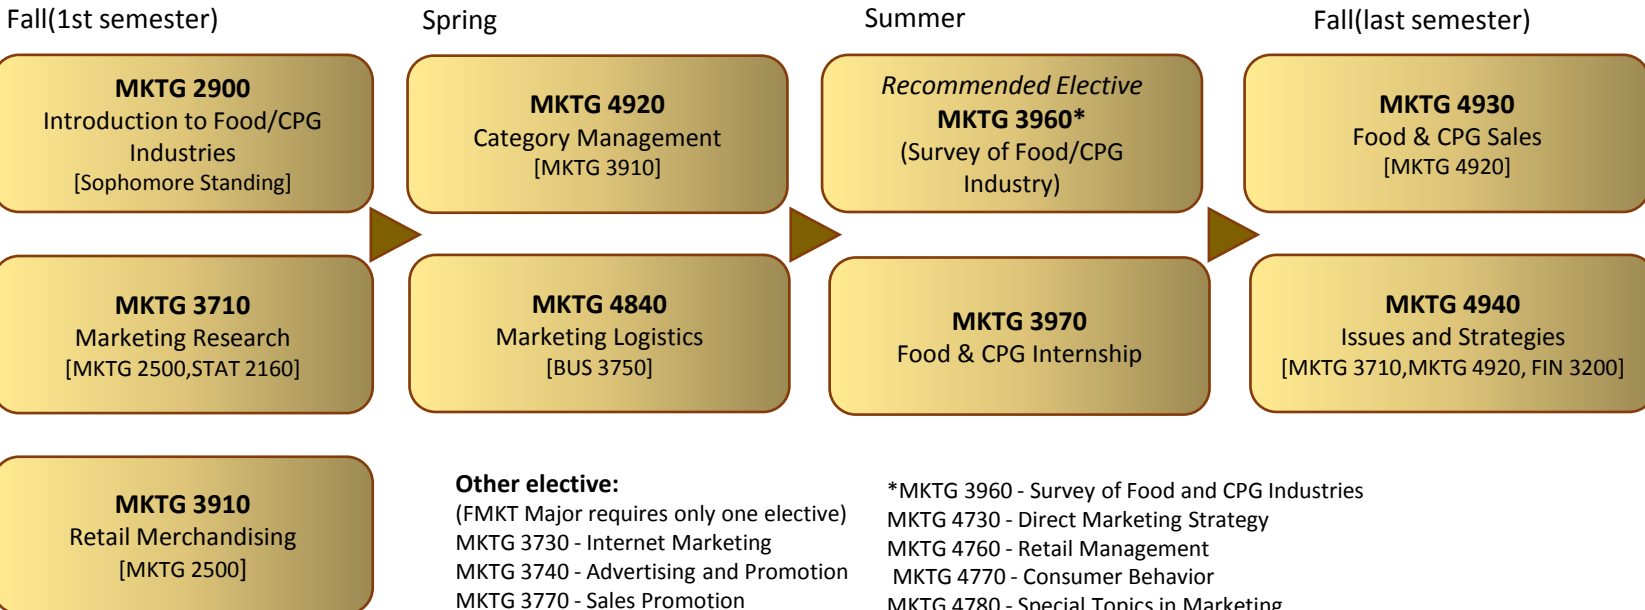 Fall(1st semester)
Spring
Summer
Fall(last semester)
MKTG 2900
Introduction to Food/CPG
Industries
[Sophomore Standing]
MKTG 4920
Category Management
[MKTG 3910]
Recommended Elective
MKTG 3960*
(Survey of Food/CPG
Industry)
MKTG 4930
Food & CPG Sales
[MKTG 4920]
MKTG 3710
Marketing Research
[MKTG 2500,STAT 2160]
MKTG 4840
Marketing Logistics
[BUS 3750]
MKTG 3970
Food & CPG Internship
MKTG 4940
Issues and Strategies
[MKTG 3710,MKTG 4920, FIN 3200]
MKTG 3910
Retail Merchandising
[MKTG 2500]
Other elective:
(FMKT Major requires only one elective)
MKTG 3730 - Internet Marketing
MKTG 3740 - Advertising and Promotion
MKTG 3770 - Sales Promotion
*MKTG 3960 - Survey of Food and CPG Industries
MKTG 4730 - Direct Marketing Strategy
MKTG 4760 - Retail Management
MKTG 4770 - Consumer Behavior
MKTG 4780 - Special Topics in Marketing